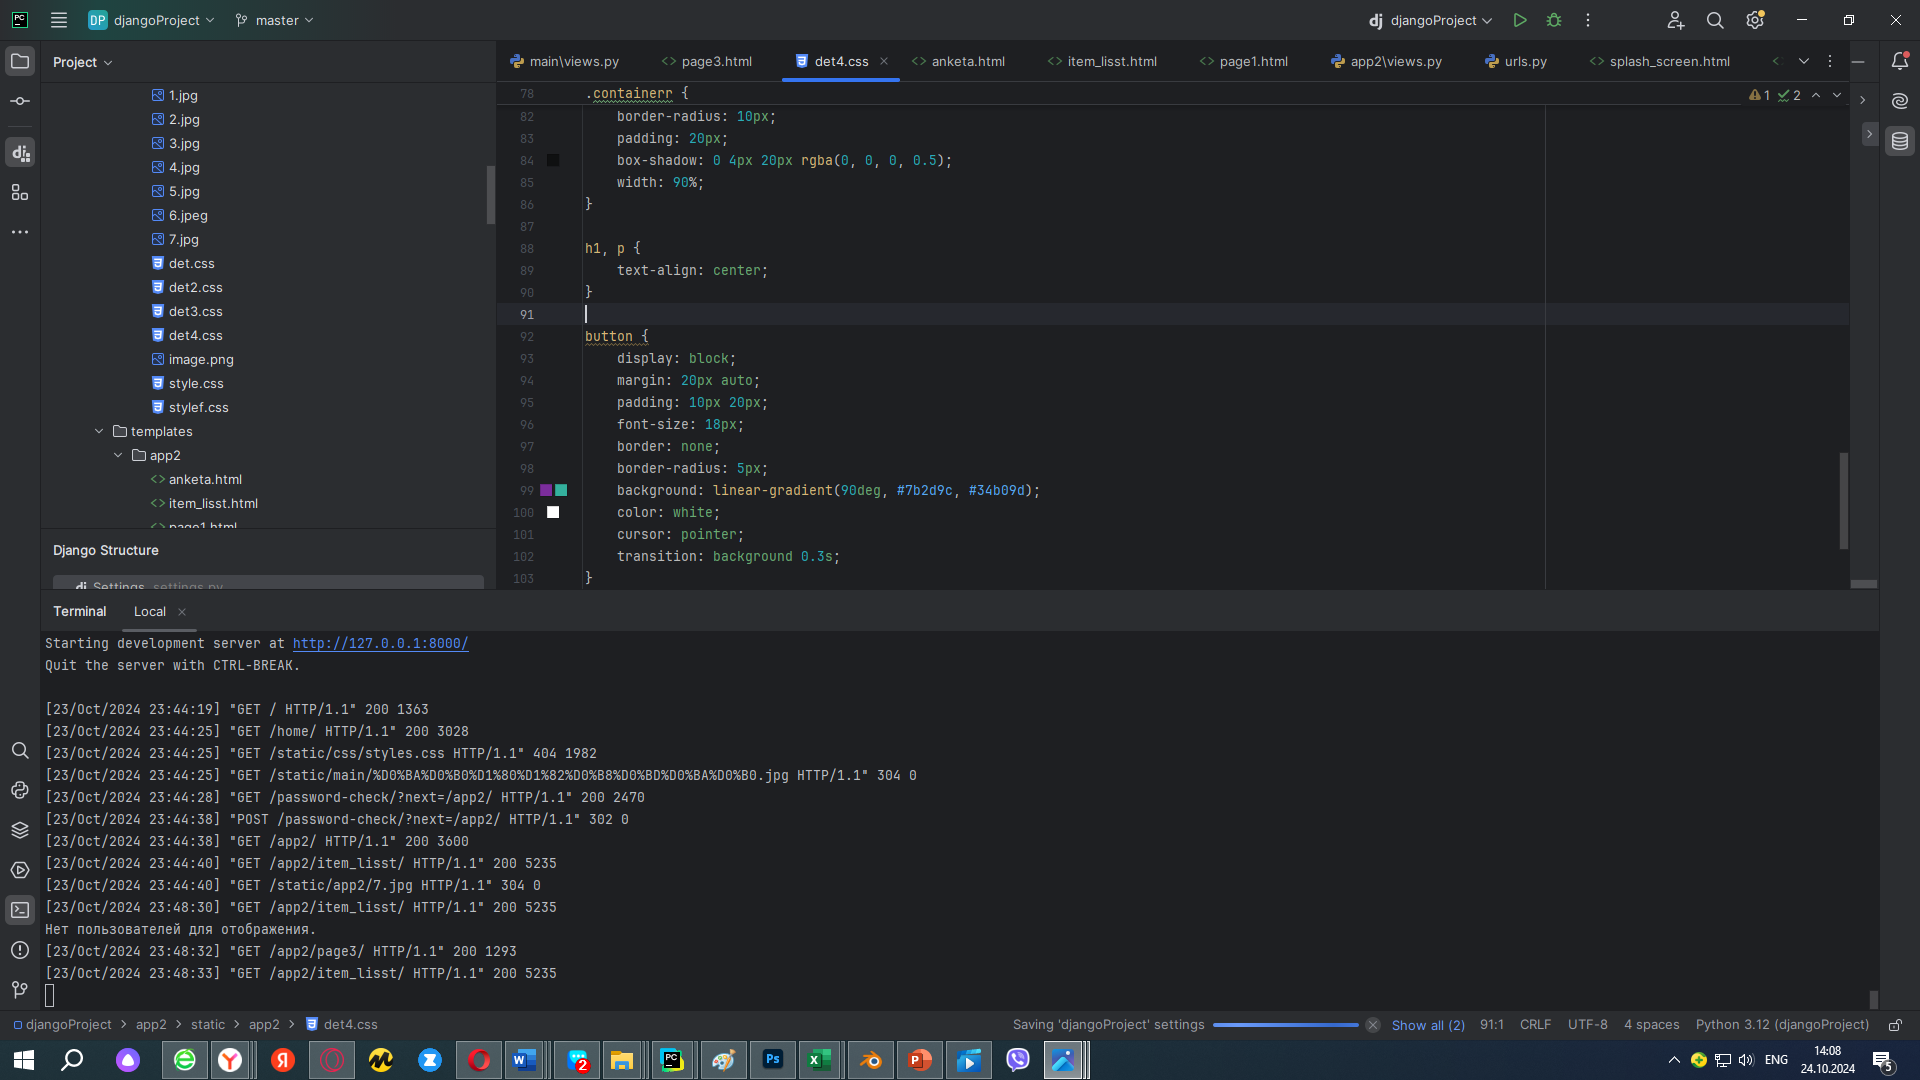 PC
DP djangoProject
master
dj djangoProject
Project
1.jpg
2.jpg
3.jpg
4.jpg
5.jpg
6.jpeg
7.jpg
det.css
det2.css
det3.css
det4.css
image.png
style.css
stylef.css
templates
app2
anketa.html
item_lisst.html
page1.html
Django Structure
dj Settings settings.py
main\views.py
page3.html
det4.css
anketa.html
item_lisst.html
page1.html
app2\views.py
urls.py
splash_screen.html
1 2
78 .containerr {
82 border-radius: 10px;
83 padding: 20px;
84 box-shadow: 0 4px 20px rgba(0, 0, 0, 0.5);
85 width: 90%;
86 }
87
88 h1, p {
89 text-align: center;
90 }
91
92 button {
93 display: block;
94 margin: 20px auto;
95 padding: 10px 20px;
96 font-size: 18px;
97 border: none;
98 border-radius: 5px;
99 background: linear-gradient(90deg, #7b2d9c, #34b09d);
100 color: white;
101 cursor: pointer;
102 transition: background 0.3s;
103 }
Terminal Local
Starting development server at http://127.0.0.1:8000/
Quit the server with CTRL-BREAK.
[23/Oct/2024 23:44:19] "GET / HTTP/1.1" 200 1363
[23/Oct/2024 23:44:25] "GET /home/ HTTP/1.1" 200 3028
[23/Oct/2024 23:44:25] "GET /static/css/styles.css HTTP/1.1" 404 1982
[23/Oct/2024 23:44:25] "GET /static/main/%D0%BA%D0%B0%D1%80%D1%82%D0%B8%D0%BD%D0%BA%D0%B0.jpg HTTP/1.1" 304 0
[23/Oct/2024 23:44:28] "GET /password-check/?next=/app2/ HTTP/1.1" 200 2470
[23/Oct/2024 23:44:38] "POST /password-check/?next=/app2/ HTTP/1.1" 302 0
[23/Oct/2024 23:44:38] "GET /app2/ HTTP/1.1" 200 3600
[23/Oct/2024 23:44:40] "GET /app2/item_lisst/ HTTP/1.1" 200 5235
[23/Oct/2024 23:44:40] "GET /static/app2/7.jpg HTTP/1.1" 304 0
[23/Oct/2024 23:48:30] "GET /app2/item_lisst/ HTTP/1.1" 200 5235
Нет пользователей для отображения.
[23/Oct/2024 23:48:32] "GET /app2/page3/ HTTP/1.1" 200 1293
[23/Oct/2024 23:48:33] "GET /app2/item_lisst/ HTTP/1.1" 200 5235
djangoProject > app2 > static > app2 > det4.css
Saving 'djangoProject' settings
Show all (2)
91:1 CRLF UTF-8 4 spaces Python 3.12 (djangoProject)
Y Я W 2 PC Ps X P
ENG
14:08
24.10.2024
5